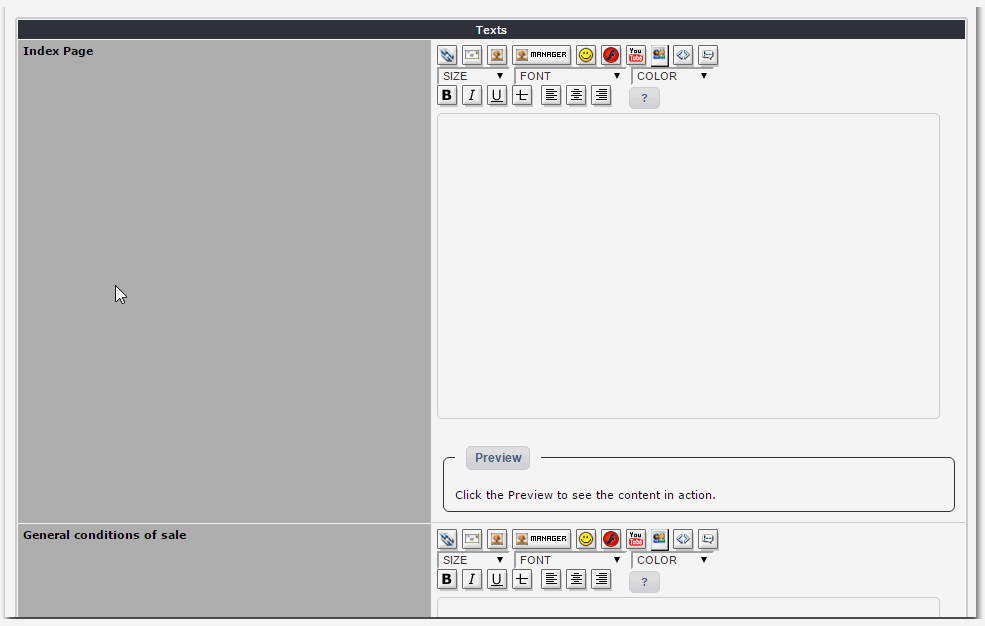 Texts
Index Page
MANAGER
You
Tube
SIZE FONT COLOR
B I U t ?
Preview
Click the Preview to see the content in action.
General conditions of sale
MANAGER
You
Tube
SIZE FONT COLOR
B I U t ?